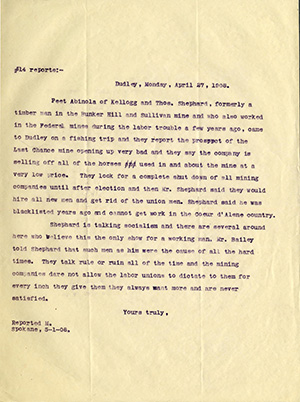 #14 reports:-
Dudley, Monday, April 27, 1908.
Peet Abinola of Kellogg and Thos. Shephard, formerly a
timber man in the Bunker Hill and Sullivan mine and who also worked
in the Federal mines during the labor trouble a few years ago, came
to Dudley on a fishing trip and they report the prospect of the
Last Chance mine opening up very bad and they say the company is
selling off all of the horses ### used in and about the mine at a
very low price. They look for a complete shut down of all mining
companies until after election and then Mr. Shephard said they would
hire all new men and get rid of the union men. Shephard said he was
blacklisted years ago and cannot get work in the Coeur d'Alene country.
Shephard is talking socialism and there are several around
here who believe this the only show for a working man. Mr. Bailey
told Shephard that such men as him were the cause of all the hard
times. They talk rule or ruin all of the time and the mining
companies dare not allow the labor unions to dictate to them for
every inch they give them they always want more and are never
satisfied.
Yours truly,
Reported M.
Spokane, 5-1-08.